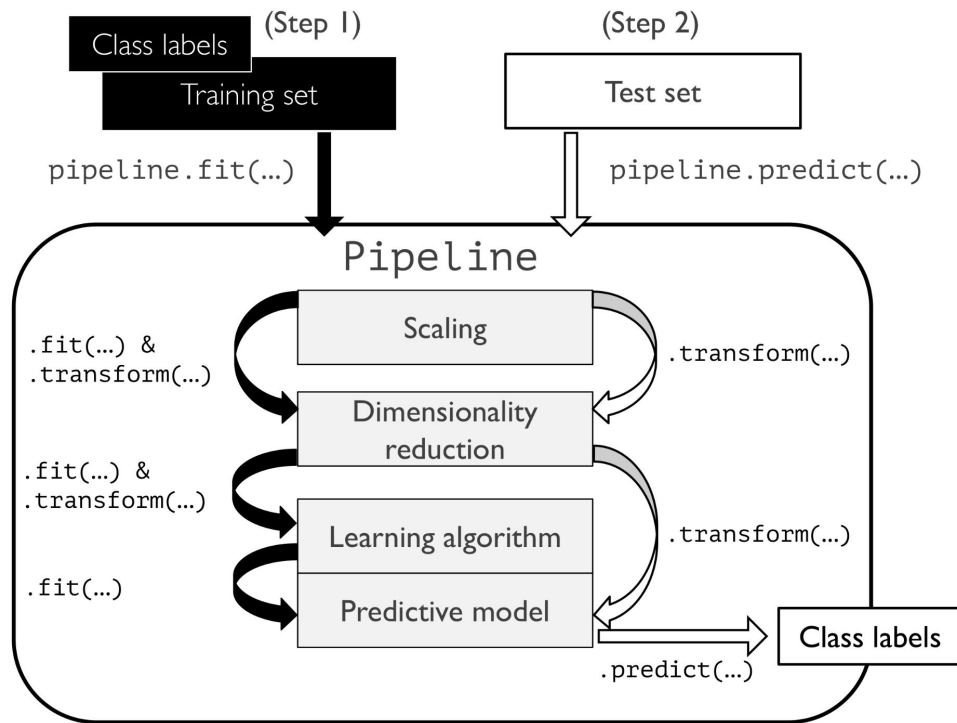 (Step 1)
(Step 2)
Class labels
Training set
Test set
pipeline.fit(…)
pipeline.predict(…)
Pipeline
Scaling
.fit(…) &
.transform(…)
.transform(…)
Dimensionality
reduction
.fit(…) &
.transform(…)
Learning algorithm
.transform(…)
.fit(…)
Predictive model
Class labels
.predict(…)